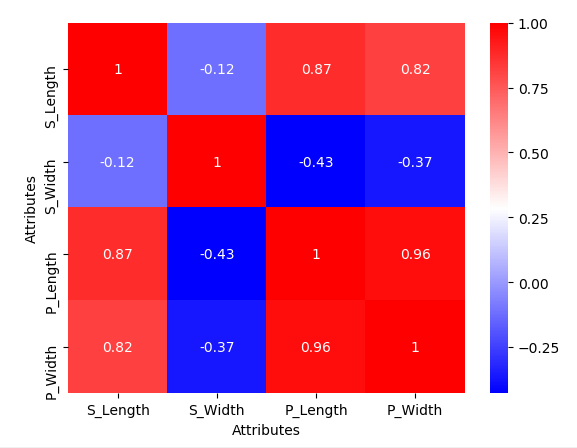 S_Length 1 -0.12 0.87 0.82
S_Width -0.12 1 -0.43 -0.37
P_Length 0.87 -0.43 1 0.96
P_Width 0.82 -0.37 0.96 1
Attributes
S_Length S_Width P_Length P_Width
Attributes
1.00
0.75
0.50
0.25
0.00
−0.25